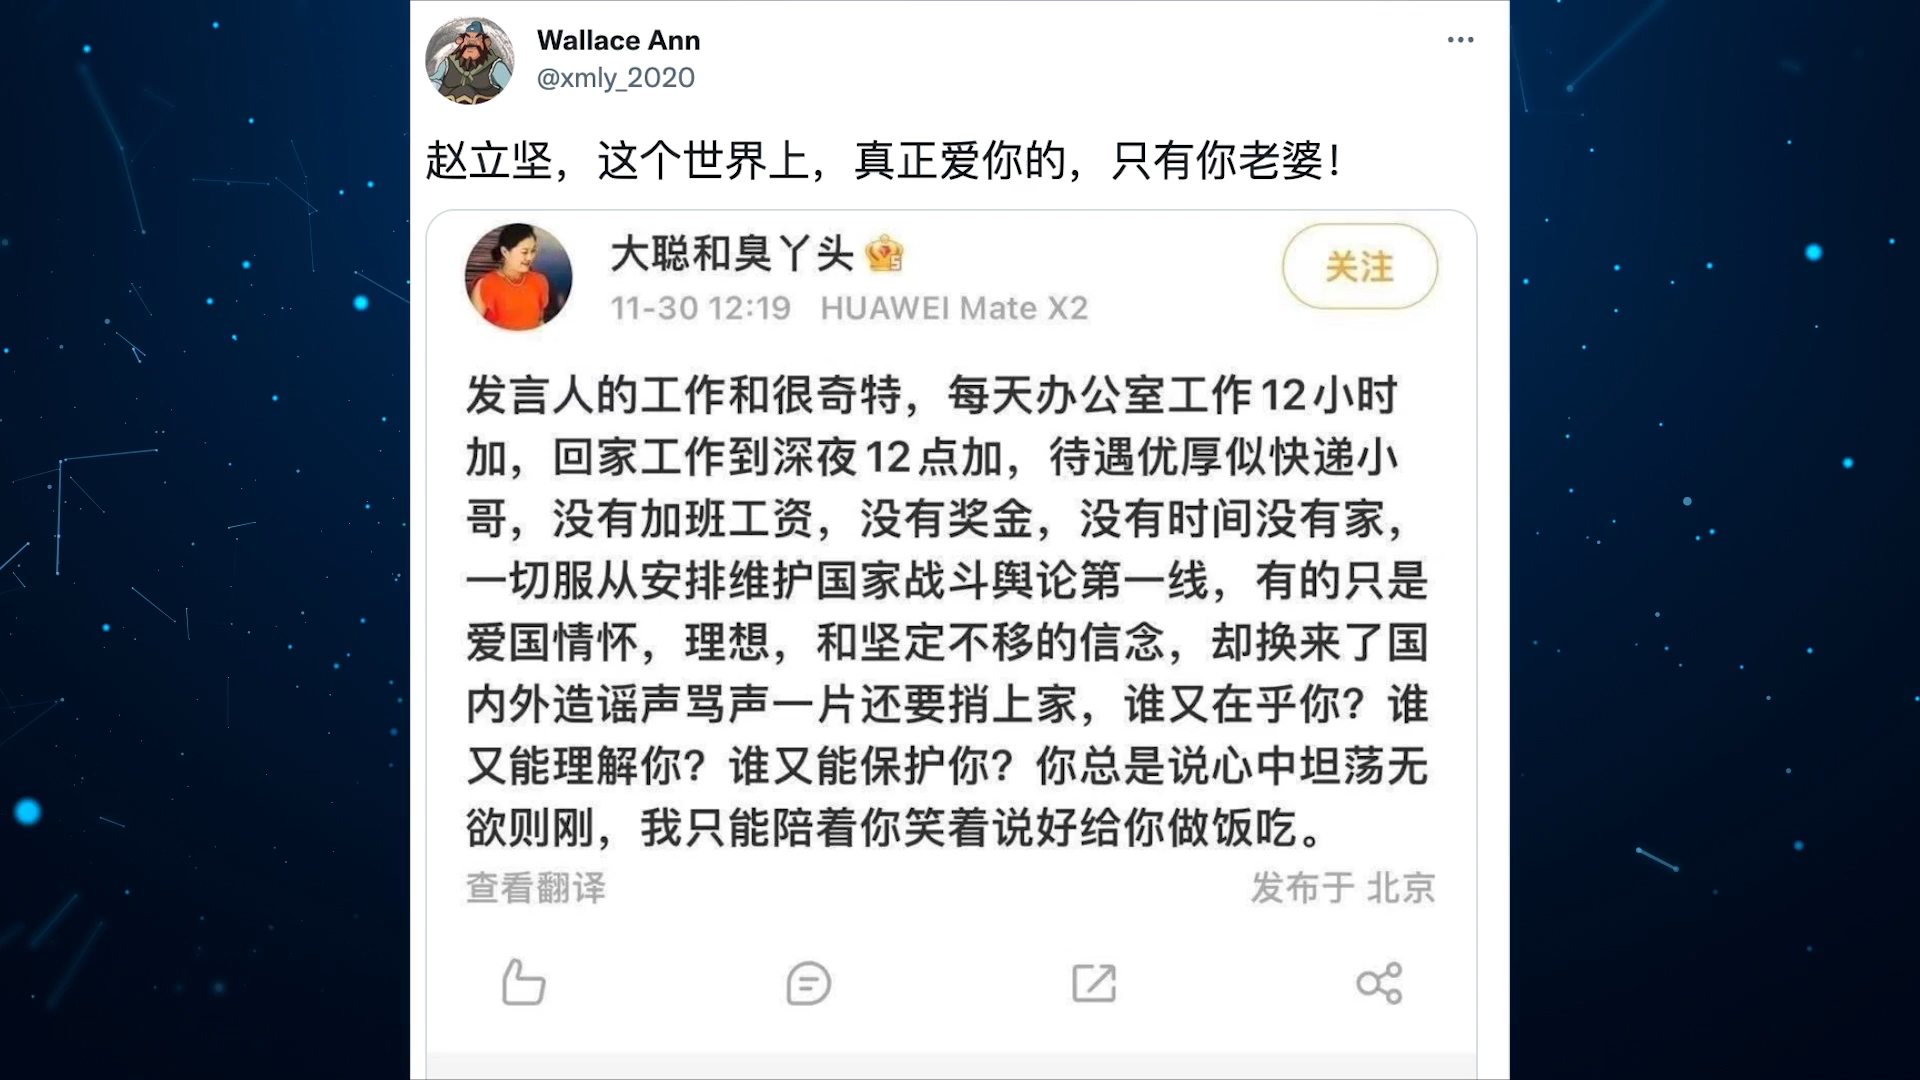 Wallace Ann
@xmly_2020
赵立坚，这个世界上，真正爱你的，只有你老婆！
大聪和臭丫头
5
关注
11-30 12:19 HUAWEI Mate X2
发言人的工作和很奇特，每天办公室工作12小时
加，回家工作到深夜12点加，待遇优厚似快递小
哥，没有加班工资，没有奖金，没有时间没有家，
一切服从安排维护国家战斗舆论第一线，有的只是
爱国情怀，理想，和坚定不移的信念，却换来了国
内外造谣声骂声一片还要捎上家，谁又在乎你？谁
又能理解你？谁又能保护你？你总是说心中坦荡无
欲则刚，我只能陪着你笑着说好给你做饭吃。
查看翻译
发布于 北京